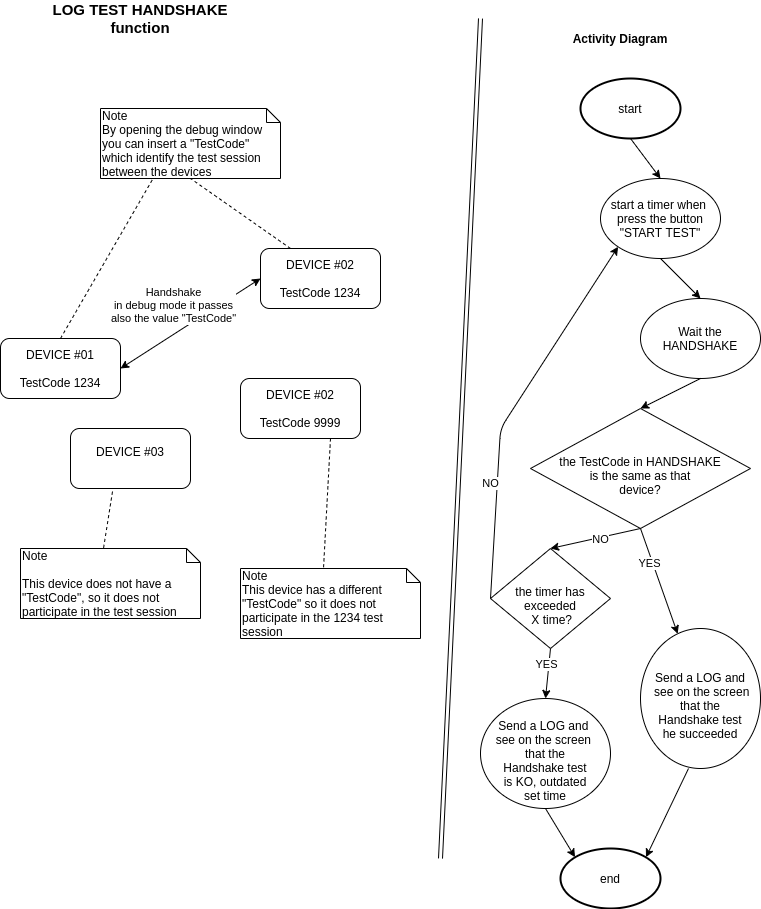 LOG TEST HANDSHAKE
function
Note
By opening the debug window
you can insert a "TestCode"
which identify the test session
between the devices
DEVICE #02
TestCode 1234
Handshake
in debug mode it passes
also the value "TestCode"
DEVICE #01
TestCode 1234
DEVICE #02
TestCode 9999
DEVICE #03
Note
This device does not have a
"TestCode", so it does not
participate in the test session
Note
This device has a different
"TestCode" so it does not
participate in the 1234 test
session
Activity Diagram
start
start a timer when
press the button
"START TEST"
Wait the
HANDSHAKE
the TestCode in HANDSHAKE
is the same as that
device?
NO
NO
YES
the timer has
exceeded
X time?
YES
Send a LOG and
see on the screen
that the
Handshake test
he succeeded
Send a LOG and
see on the screen
that the
Handshake test
is KO, outdated
set time
end